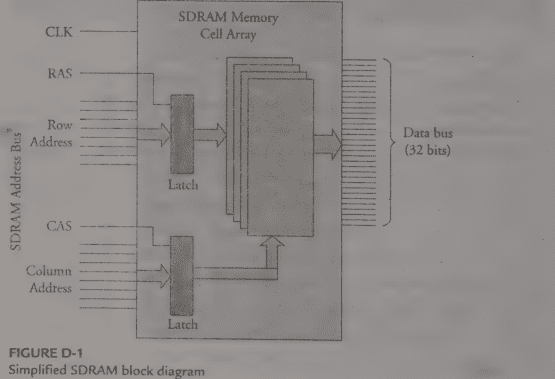 SDRAM Memory
Cell Array
CLK
RAS
Row
Address
Latch
SDRAM Address Bus
Data bus
(32 bits)
CAS
Column
Address
Latch
FIGURE D-1
Simplified SDRAM block diagram